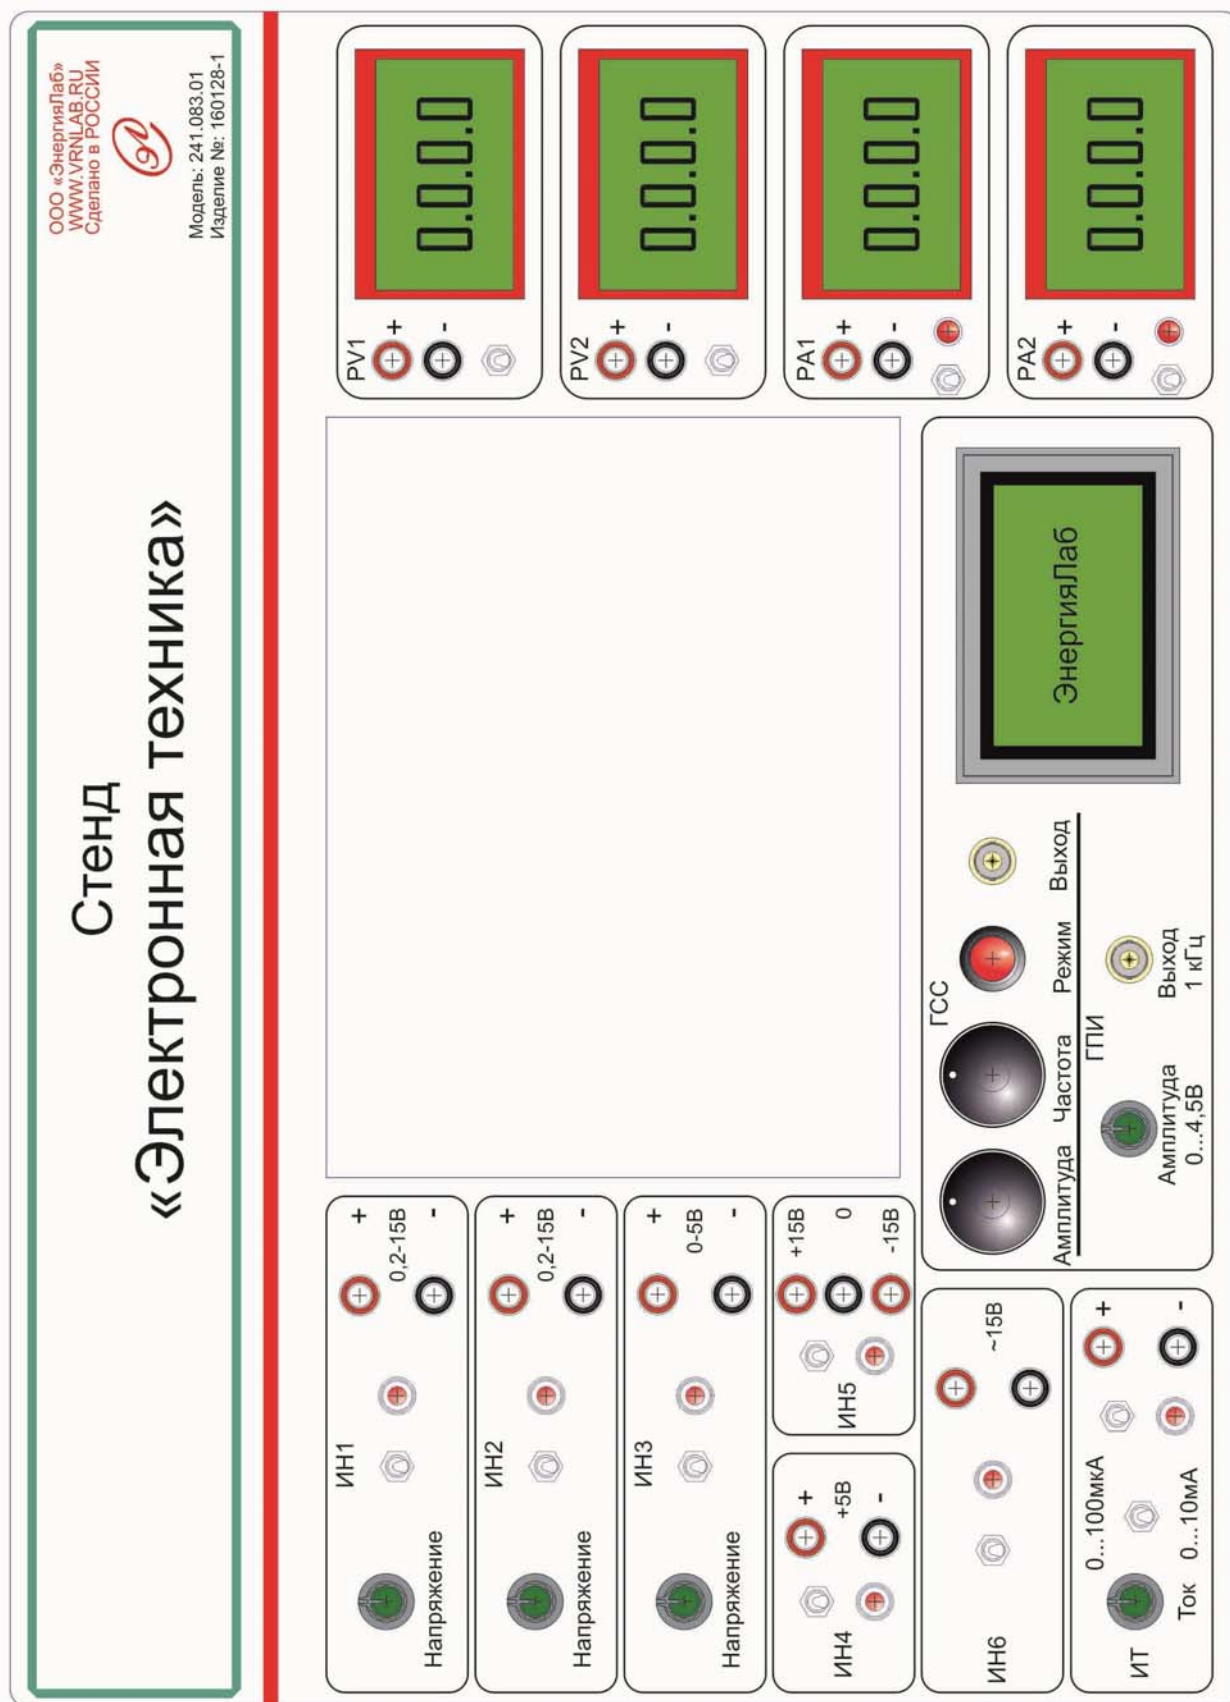 Стенд
«Электронная техника»
ООО «ЭнергияЛаб»
WWW.VRNLAB.RU
Сделано в РОССИИ
Модель: 241.083.01
Изделие №: 160128-1
ИН1
Напряжение
+
0,2-15В
-
ИН2
Напряжение
+
0,2-15В
-
ИН3
Напряжение
+
0-5В
-
ИН4
+
+5В
-
ИН5
+15В
0
-15В
ИН6
~15В
ИТ
0...100мкА
Ток
0...10мА
+
-
ГСС
Амплитуда
Частота
Режим
Выход
ГПИ
Амплитуда
0...4,5В
Выход
1 кГц
ЭнергияЛаб
PV1
+
-
0.0.0.0
PV2
+
-
0.0.0.0
PA1
+
-
0.0.0.0
PA2
+
-
0.0.0.0